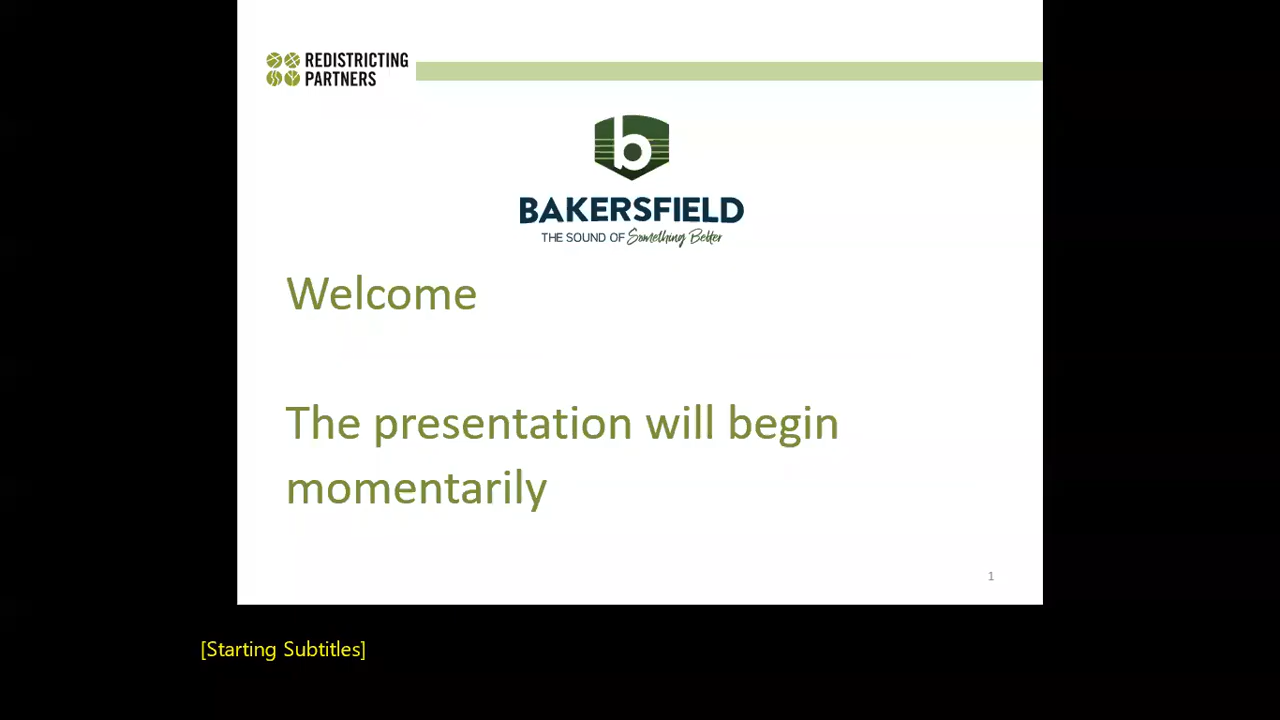 REDISTRICTING
PARTNERS
b
BAKERSFIELD
THE SOUND OF Something Better
Welcome
The presentation will begin
momentarily
1
[Starting Subtitles]